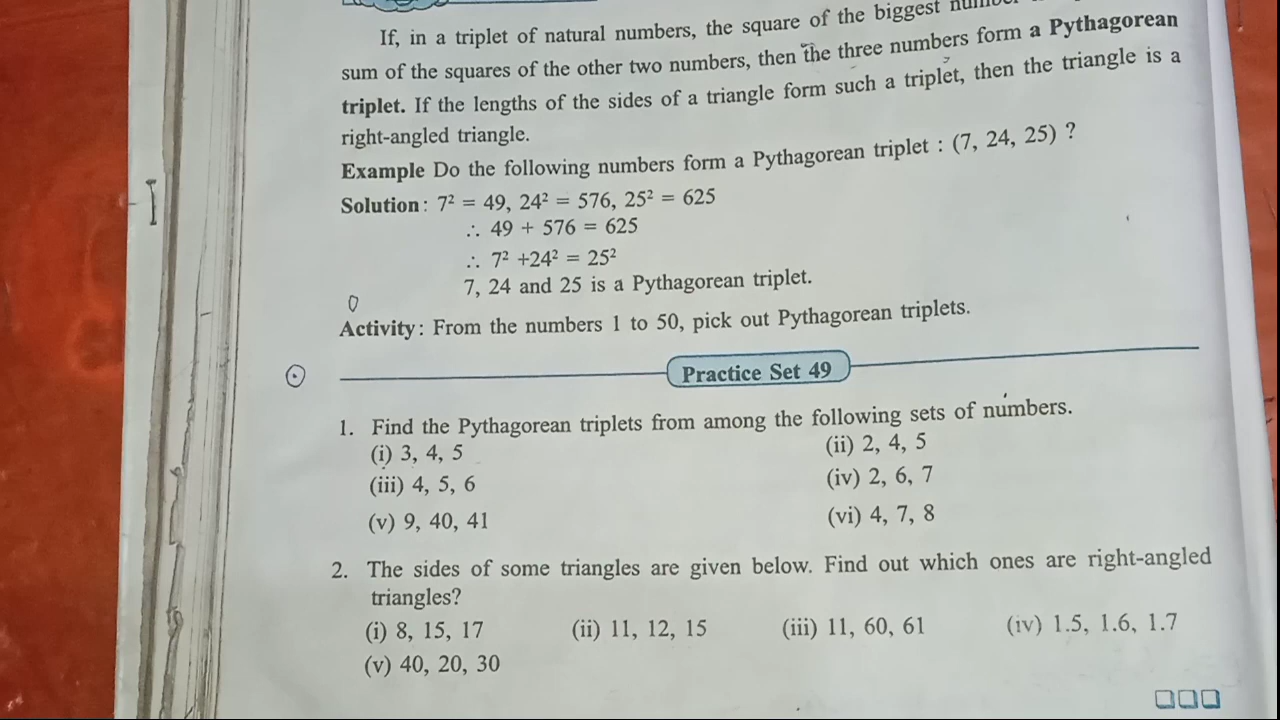 If, in a triplet of natural numbers, the square of the biggest
sum of the squares of the other two numbers, then the three numbers form a Pythagorean
triplet. If the lengths of the sides of a triangle form such a triplet, then the triangle is a
right-angled triangle.
Example Do the following numbers form a Pythagorean triplet : (7, 24, 25) ?
Solution : 7² = 49, 24² = 576, 25² = 625
∴ 49 + 576 = 625
∴ 7² +24² = 25²
7, 24 and 25 is a Pythagorean triplet.
Activity : From the numbers 1 to 50, pick out Pythagorean triplets.
Practice Set 49
1. Find the Pythagorean triplets from among the following sets of numbers.
(i) 3, 4, 5 (ii) 2, 4, 5
(iii) 4, 5, 6 (iv) 2, 6, 7
(v) 9, 40, 41 (vi) 4, 7, 8
2. The sides of some triangles are given below. Find out which ones are right-angled
triangles?
(i) 8, 15, 17 (ii) 11, 12, 15 (iii) 11, 60, 61 (iv) 1.5, 1.6, 1.7
(v) 40, 20, 30